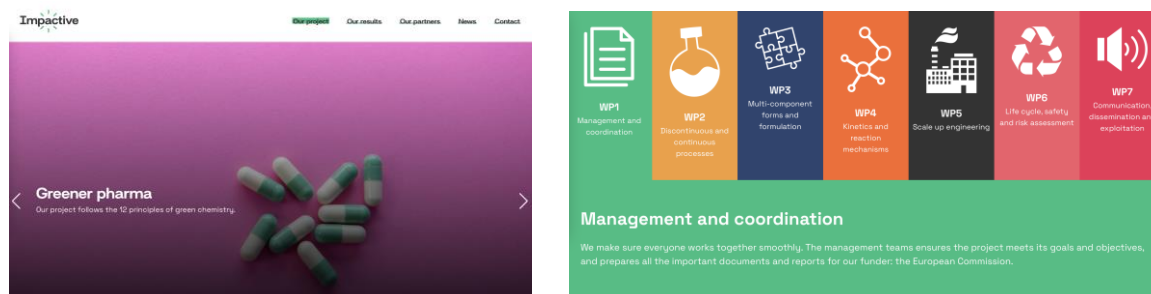 Impactive
Our project Our results Our partners News Contact
Greener pharma
Our project follows the 12 principles of green chemistry.
WP1
Management and
coordination
WP2
Discontinuous and
continuous
processes
WP3
Multi-component
forms and
formulation
WP4
Kinetics and
reaction
mechanisms
WP5
Scale up engineering
WP6
Life cycle, safety
and risk assessment
WP7
Communication,
dissemination an
exploitation
Management and coordination
We make sure everyone works together smoothly. The management teams ensures the project meets its goals and objectives,
and prepares all the important documents and reports for our funder: the European Commission.